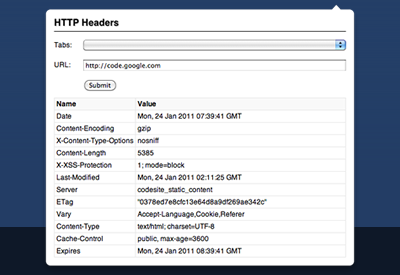 HTTP Headers
Tabs:
URL: http://code.google.com
Submit
Name Value
Date Mon, 24 Jan 2011 07:39:41 GMT
Content-Encoding gzip
X-Content-Type-Options nosniff
Content-Length 5385
X-XSS-Protection 1; mode=block
Last-Modified Mon, 24 Jan 2011 02:11:25 GMT
Server codesite_static_content
ETag "0378ed7e8cfc13e64d8a9df269ae342c"
Vary Accept-Language,Cookie,Referer
Content-Type text/html; charset=UTF-8
Cache-Control public, max-age=3600
Expires Mon, 24 Jan 2011 08:39:41 GMT